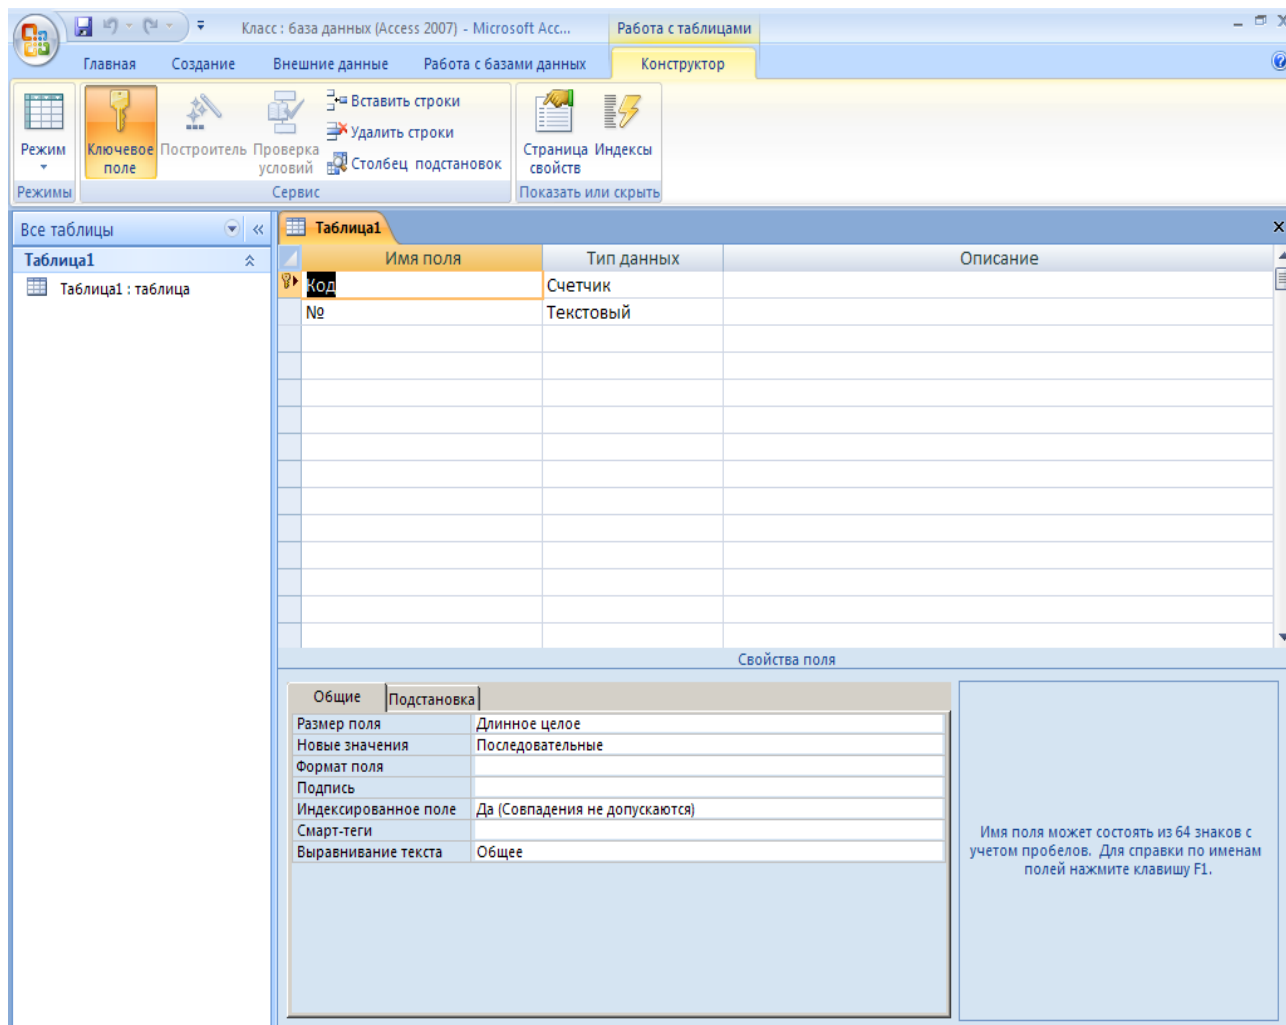 Класс : база данных (Access 2007) - Microsoft Acc...
Работа с таблицами
Главная
Создание
Внешние данные
Работа с базами данных
Конструктор
Режим
Ключевое
поле
Построитель
Проверка
условий
Вставить строки
Удалить строки
Столбец подстановок
Страница
свойств
Индексы
Режимы
Сервис
Показать или скрыть
Все таблицы
Таблица1
Таблица1 : таблица
Таблица1
Имя поля Тип данных Описание
Код Счетчик
№ Текстовый
Свойства поля
Общие Подстановка
Размер поля Длинное целое
Новые значения Последовательные
Формат поля
Подпись
Индексированное поле Да (Совпадения не допускаются)
Смарт-теги
Выравнивание текста Общее
Имя поля может состоять из 64 знаков с
учетом пробелов. Для справки по именам
полей нажмите клавишу F1.